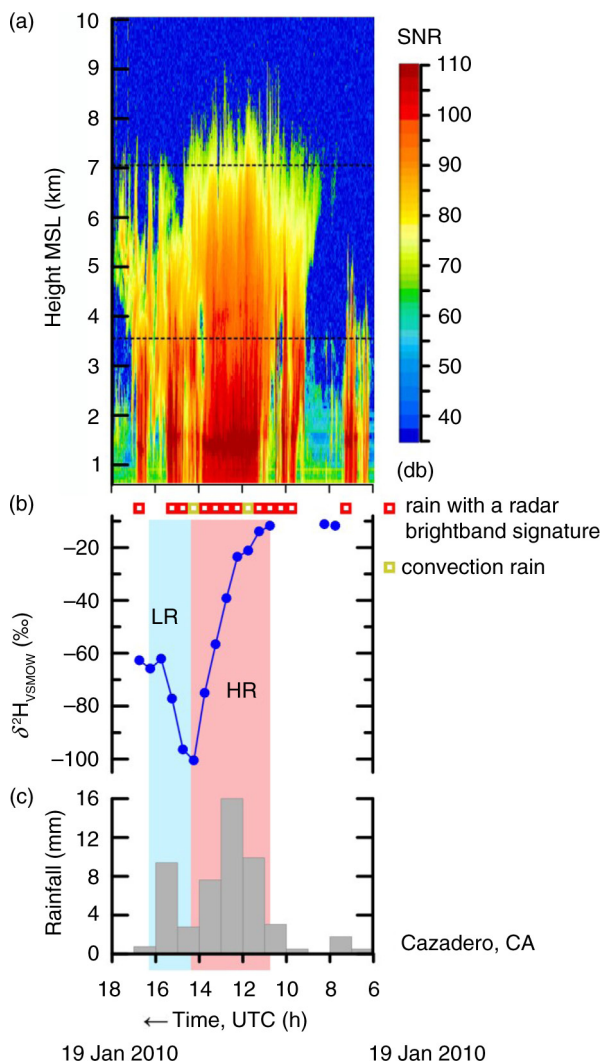 (a)
10
9
8
7
6
5
4
3
2
1
Height MSL (km)
SNR
110
100
90
80
70
60
50
40
(db)
(b)
rain with a radar
brightband signature
convection rain
−20
−40
−60
−80
−100
δ²H_VSMOW (‰)
LR
HR
(c)
16
12
8
4
0
Rainfall (mm)
Cazadero, CA
18 16 14 12 10 8 6
← Time, UTC (h)
19 Jan 2010 19 Jan 2010